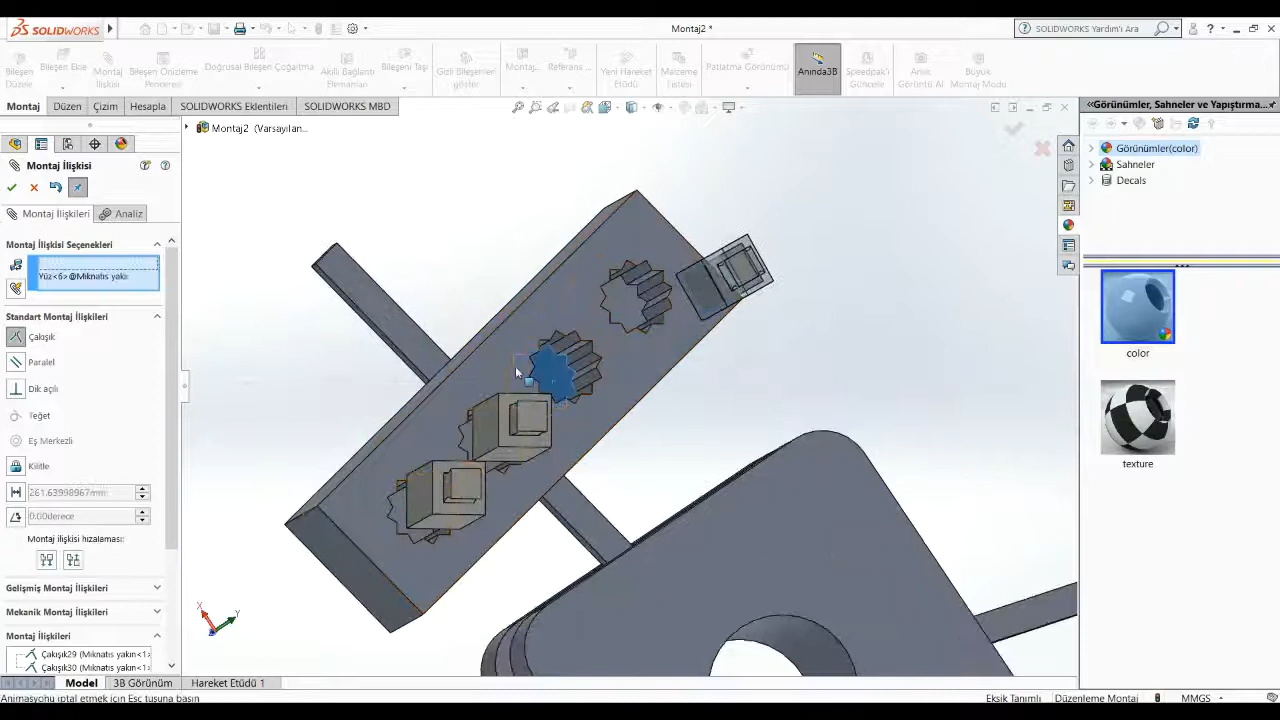 SOLIDWORKS
Montaj2 *
SOLIDWORKS Yardım'ı Ara
Bileşen Düzenle
Bileşen Ekle
Montaj İlişkisi
Bileşen Önizleme Penceresi
Doğrusal Bileşen Çoğaltma
Akıllı Bağlantı Elemanları
Bileşeni Taşı
Gizli Bileşenleri göster
Montaj...
Referans ...
Yeni Hareket Etüdü
Malzeme Listesi
Patlatma Görünümü
Anında3B
Speedpak'i Güncelle
Anlık Görüntü Al
Büyük Montaj Modu
Montaj
Düzen
Çizim
Hesapla
SOLIDWORKS Eklentileri
SOLIDWORKS MBD
Montaj2 (Varsayılan...
Montaj İlişkisi
Montaj İlişkileri
Analiz
Montaj İlişkisi Seçenekleri
Yüz<6>@Mıknatıs yakın
Standart Montaj İlişkileri
Çakışık
Paralel
Dik açılı
Teğet
Eş Merkezli
Kilitle
261.63998967mm
0.00derece
Montaj ilişkisi hizalaması:
Gelişmiş Montaj İlişkileri
Mekanik Montaj İlişkileri
Montaj İlişkileri
Çakışık29 (Mıknatıs yakın<1>
Çakışık30 (Mıknatıs yakın<1>
X
Y
Görünümler, Sahneler ve Yapıştırma...
Görünümler(color)
Sahneler
Decals
color
texture
Model
3B Görünüm
Hareket Etüdü 1
Animasyonu iptal etmek için Esc tuşuna basın
Eksik Tanımlı
Düzenleme Montaj
MMGS